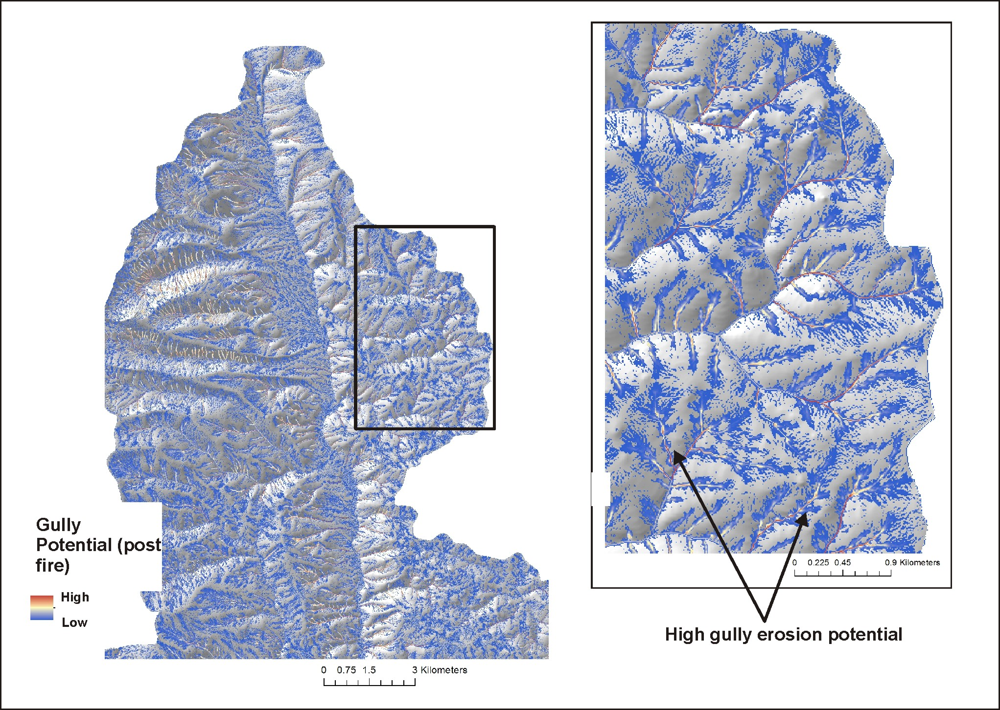 Gully
Potential (post
fire)
High
Low
0 0.75 1.5 3 Kilometers
0 0.225 0.45 0.9 Kilometers
High gully erosion potential